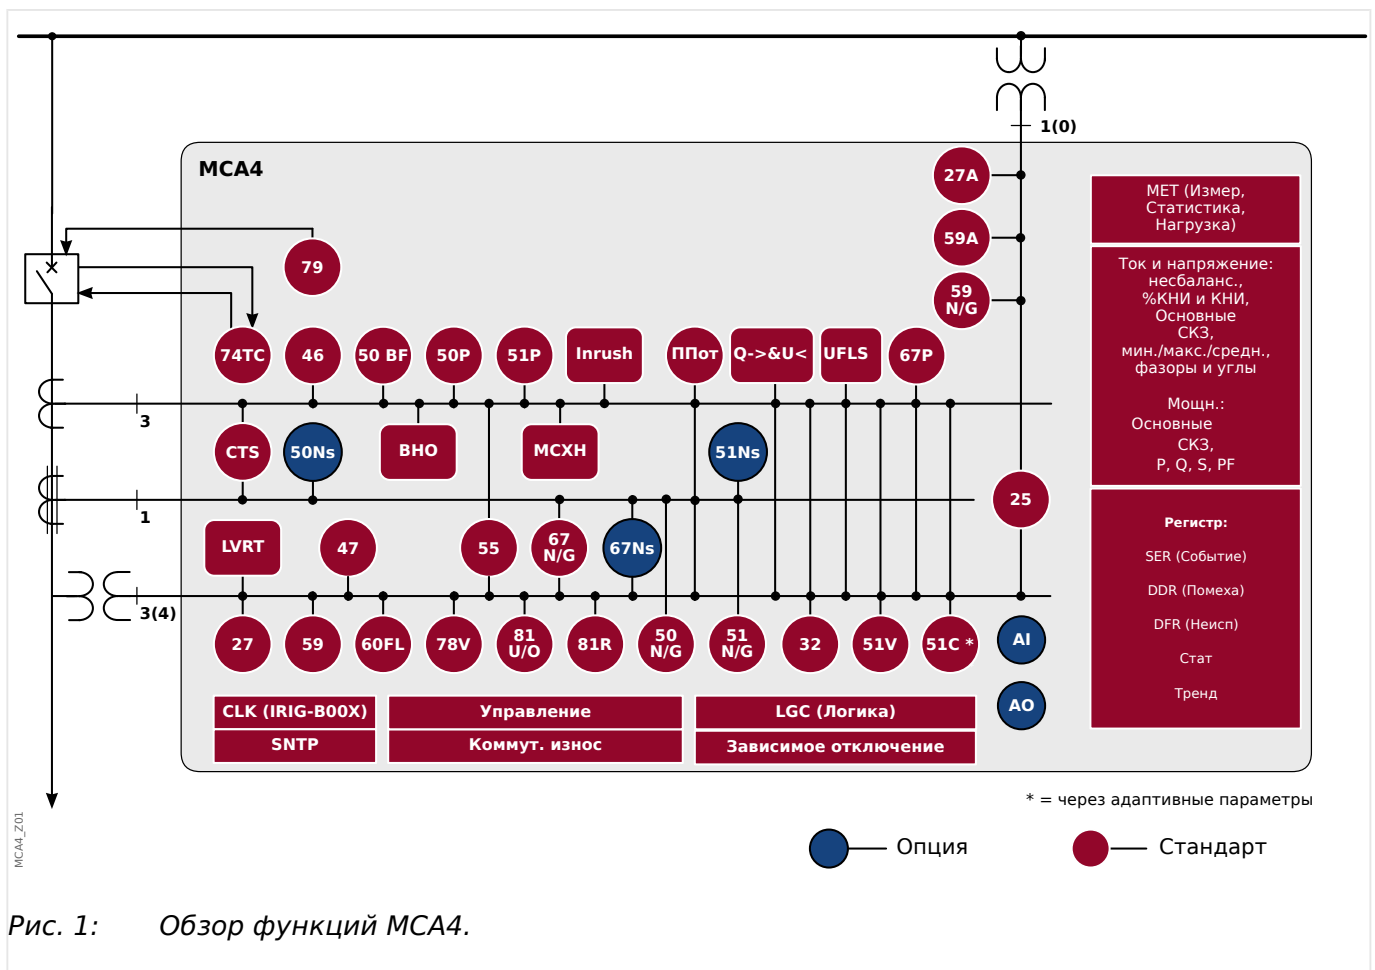 1(0)
MCA4
27A
59A
59
N/G
МЕТ (Измер,
Статистика,
Нагрузка)
Ток и напряжение:
несбаланс.,
%КНИ и КНИ,
Основные
СКЗ,
мин./макс./средн.,
фазоры и углы
Мощн.:
Основные
СКЗ,
P, Q, S, PF
79
74TC
46
50 BF
50P
51P
Inrush
ППот
Q->&U<
UFLS
67P
3
CTS
50Ns
ВНО
МСХН
51Ns
25
1
LVRT
47
55
67
N/G
67Ns
3(4)
27
59
60FL
78V
81
U/O
81R
50
N/G
51
N/G
32
51V
51C *
AI
AO
Регистр:
SER (Событие)
DDR (Помеха)
DFR (Неисп)
Стат
Тренд
CLK (IRIG-B00X)
Управление
LGC (Логика)
SNTP
Коммут. износ
Зависимое отключение
* = через адаптивные параметры
MCA4_Z01
Опция
Стандарт
Рис. 1: Обзор функций MCA4.